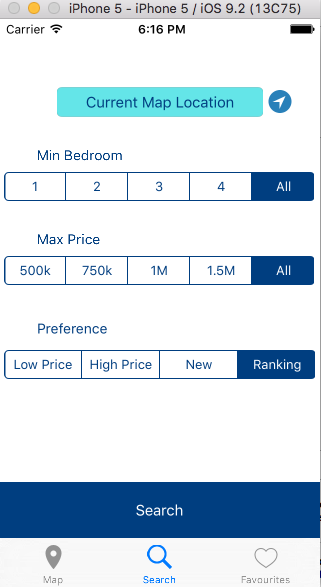 iPhone 5 - iPhone 5 / iOS 9.2 (13C75)
Carrier 6:16 PM
Current Map Location
Min Bedroom
1 2 3 4 All
Max Price
500k 750k 1M 1.5M All
Preference
Low Price High Price New Ranking
Search
Map Search Favourites